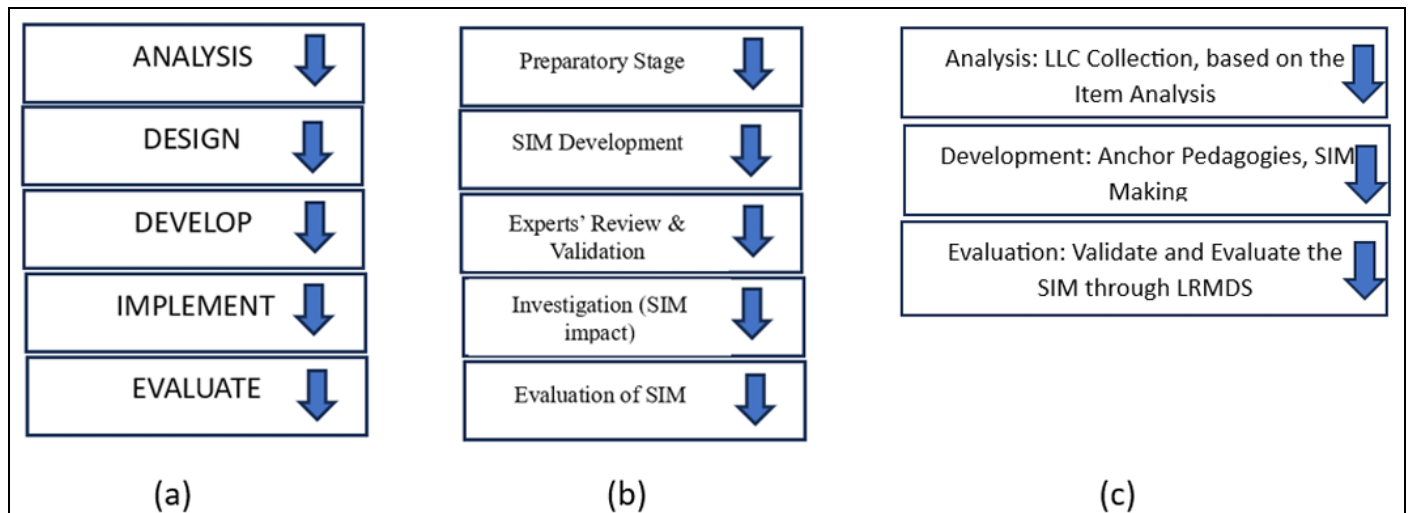 ANALYSIS
DESIGN
DEVELOP
IMPLEMENT
EVALUATE
(a)
Preparatory Stage
SIM Development
Experts’ Review &
Validation
Investigation (SIM
impact)
Evaluation of SIM
(b)
Analysis: LLC Collection, based on the
Item Analysis
Development: Anchor Pedagogies, SIM
Making
Evaluation: Validate and Evaluate the
SIM through LRMDS
(c)